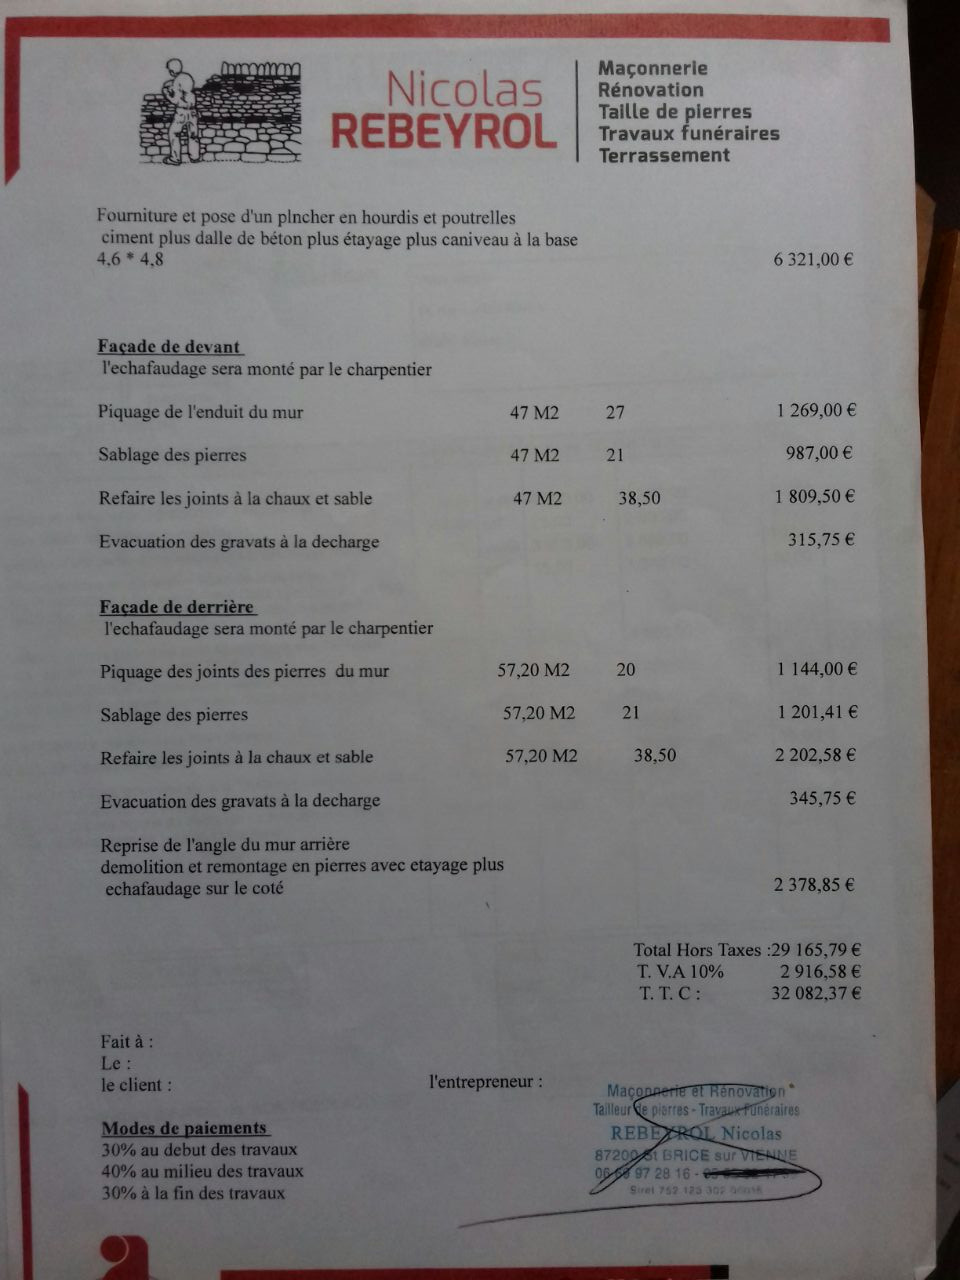 Nicolas
REBEYROL
Maçonnerie
Rénovation
Taille de pierres
Travaux funéraires
Terrassement
Fourniture et pose d'un plncher en hourdis et poutrelles
ciment plus dalle de béton plus étayage plus caniveau à la base
4,6 * 4,8 6 321,00 €
Façade de devant
l'echafaudage sera monté par le charpentier
Piquage de l'enduit du mur 47 M2 27 1 269,00 €
Sablage des pierres 47 M2 21 987,00 €
Refaire les joints à la chaux et sable 47 M2 38,50 1 809,50 €
Evacuation des gravats à la decharge 315,75 €
Façade de derrière
l'echafaudage sera monté par le charpentier
Piquage des joints des pierres du mur 57,20 M2 20 1 144,00 €
Sablage des pierres 57,20 M2 21 1 201,41 €
Refaire les joints à la chaux et sable 57,20 M2 38,50 2 202,58 €
Evacuation des gravats à la decharge 345,75 €
Reprise de l'angle du mur arrière
demolition et remontage en pierres avec etayage plus
echafaudage sur le coté 2 378,85 €
Total Hors Taxes :29 165,79 €
T. V.A 10% 2 916,58 €
T. T. C : 32 082,37 €
Fait à :
Le :
le client :
l'entrepreneur :
Maçonnerie et Rénovation
Tailleur de pierres - Travaux Funéraires
REBEYROL Nicolas
87200 St BRICE sur VIENNE
97 28 16 -
Siret 752 123 302
Modes de paiements
30% au debut des travaux
40% au milieu des travaux
30% à la fin des travaux